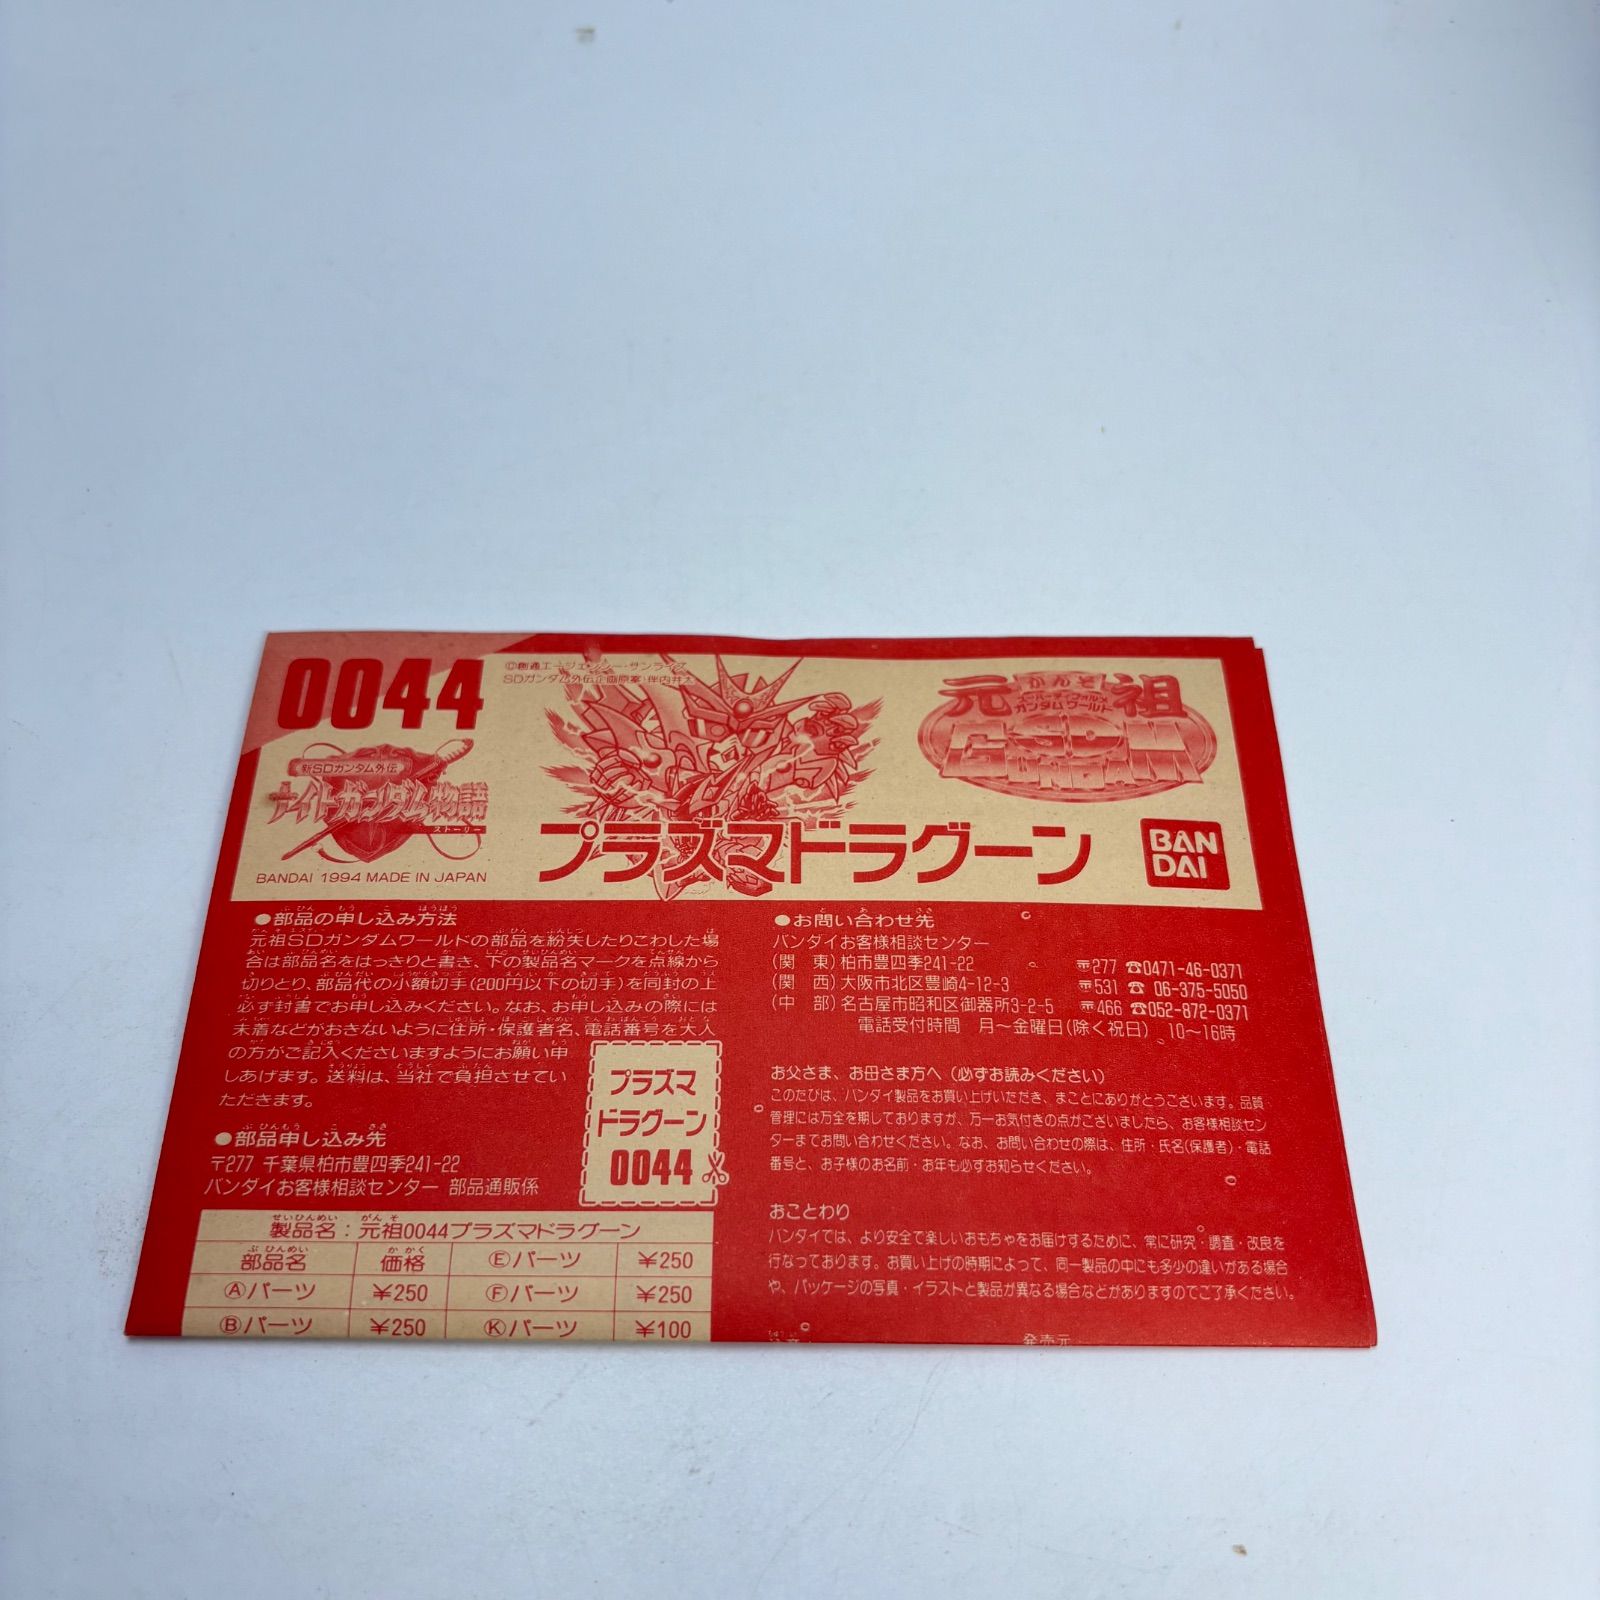 0044
©創通エージェンシー・サンライズ
SDガンダム外伝企画原案:伴内弁太
新SDガンダム外伝
ナイトガンダム物語
ストーリー
BANDAI 1994 MADE IN JAPAN
がんそ
元祖
スーパーディフォルメ
ガンダムワールド
SD GUNDAM
プラズマドラグーン
BAN
DAI
●部品の申し込み方法
元祖SDガンダムワールドの部品を紛失したりこわした場
合は部品名をはっきりと書き、下の製品名マークを点線から
切りとり、部品代の小額切手(200円以下の切手)を同封の上
必ず封書でお申し込みください。なお、お申し込みの際には
未着などがおきないように住所・保護者名、電話番号を大人
の方がご記入くださいますようにお願い申
しあげます。送料は、当社で負担させてい
ただきます。
プラズマ
ドラグーン
0044
●部品申し込み先
〒277 千葉県柏市豊四季241-22
バンダイお客様相談センター 部品通販係
製品名:元祖0044プラズマドラグーン
部品名 価格 Ⓔパーツ ¥250
Ⓐパーツ ¥250 Ⓕパーツ ¥250
Ⓑパーツ ¥250 Ⓚパーツ ¥100
●お問い合わせ先
バンダイお客様相談センター
(関 東)柏市豊四季241-22 〒277 ☎0471-46-0371
(関 西)大阪市北区豊崎4-12-3 〒531 ☎ 06-375-5050
(中 部)名古屋市昭和区御器所3-2-5 〒466 ☎052-872-0371
電話受付時間 月〜金曜日(除く祝日) 10〜16時
お父さま、お母さま方へ(必ずお読みください)
このたびは、バンダイ製品をお買い上げいただき、まことにありがとうございます。品質
管理には万全を期しておりますが、万一お気付きの点がございましたら、お客様相談セン
ターまでお問い合わせください。なお、お問い合わせの際は、住所・氏名(保護者)・電話
番号と、お子様のお名前・お年も必ずお知らせください。
おことわり
バンダイでは、より安全で楽しいおもちゃをお届けするために、常に研究・調査・改良を
行なっております。お買い上げの時期によって、同一製品の中にも多少の違いがある場合
や、パッケージの写真・イラストと製品が異なる場合などがありますのでご了承ください。
発売元